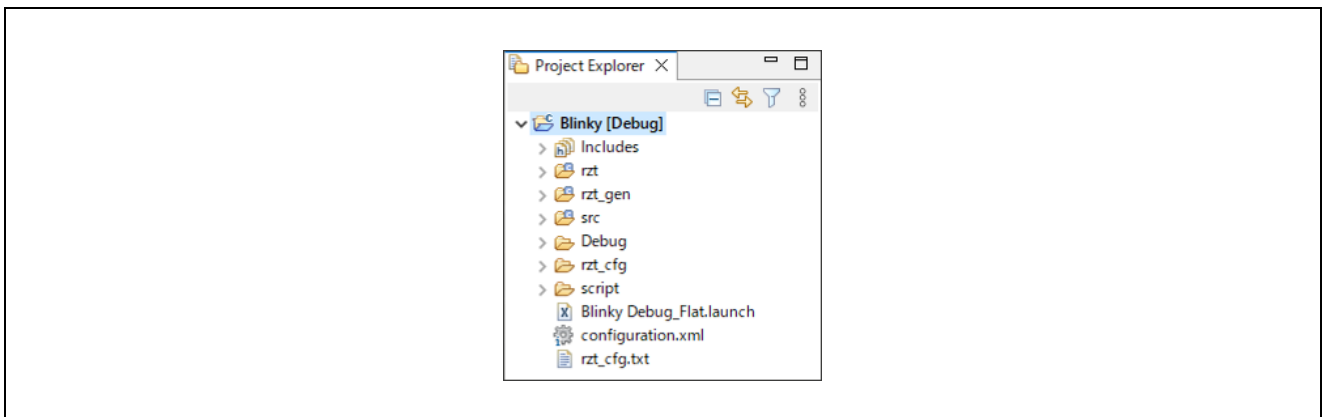 Project Explorer
Blinky [Debug]
Includes
rzt
rzt_gen
src
Debug
rzt_cfg
script
Blinky Debug_Flat.launch
configuration.xml
rzt_cfg.txt